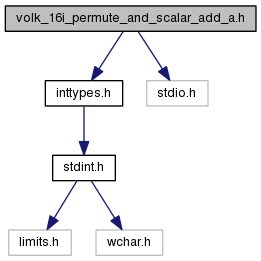 volk_16i_permute_and_scalar_add_a.h
inttypes.h
stdio.h
stdint.h
limits.h
wchar.h